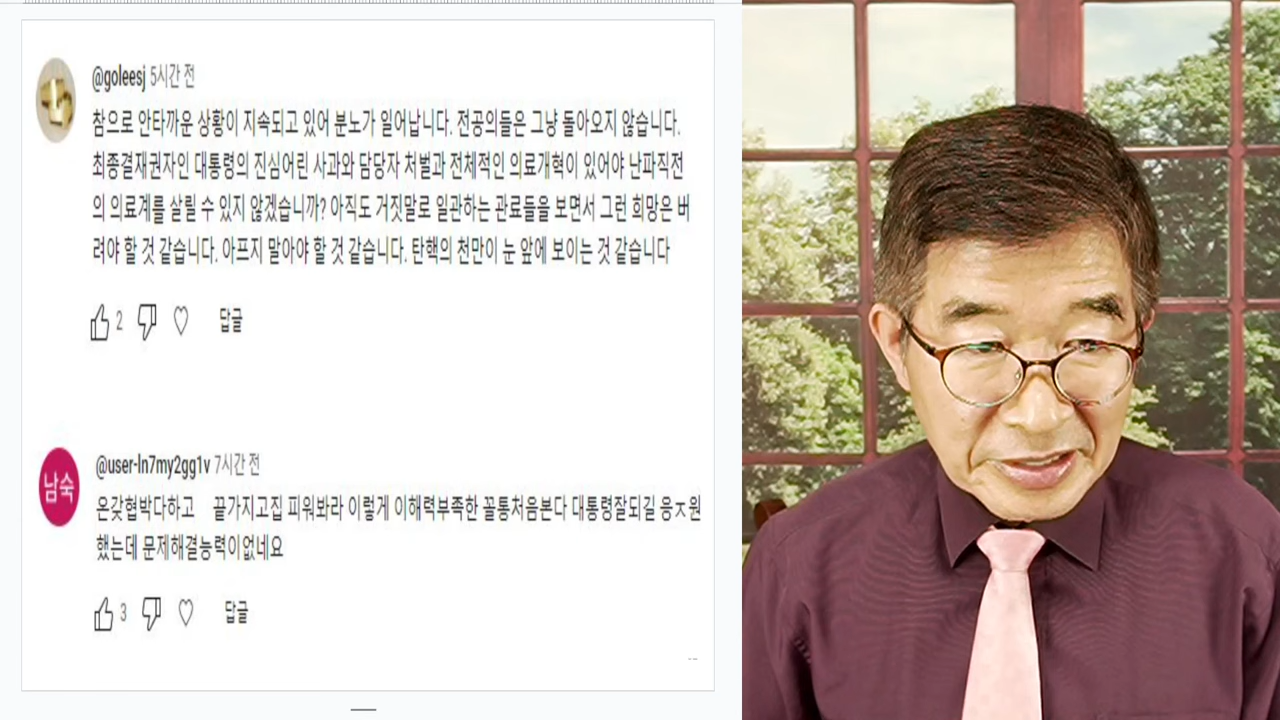 @goleesj 5시간 전
참으로 안타까운 상황이 지속되고 있어 분노가 일어납니다. 전공의들은 그냥 돌아오지 않습니다.
최종결재권자인 대통령의 진심어린 사과와 담당자 처벌과 전체적인 의료개혁이 있어야 난파직전
의 의료계를 살릴 수 있지 않겠습니까? 아직도 거짓말로 일관하는 관료들을 보면서 그런 희망은 버
려야 할 것 같습니다. 아프지 말아야 할 것 같습니다. 탄핵의 천만이 눈 앞에 보이는 것 같습니다
2 답글
남숙
@user-ln7my2gg1v 7시간 전
온갖협박다하고 끝가지고집 피워봐라 이렇게 이해력부족한 꼴통처음본다 대통령잘되길 응ㅈ원
했는데 문제해결능력이없네요
3 답글